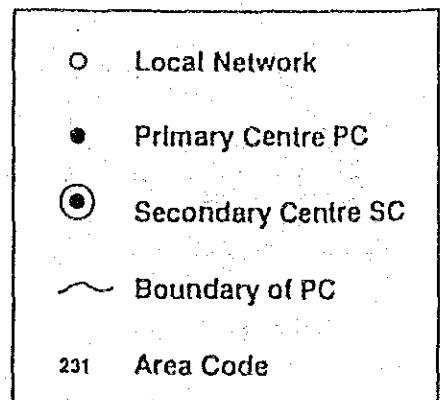 Local Network
Primary Centre PC
Secondary Centre SC
Boundary of PC
231 Area Code